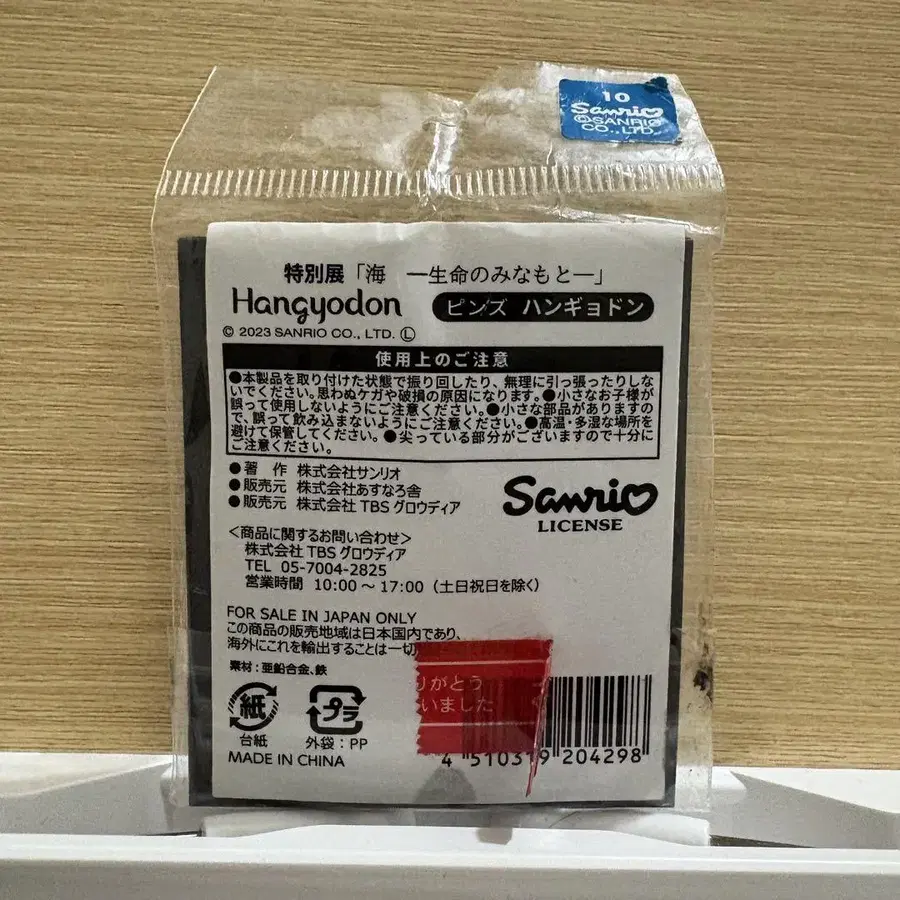 10
Sanrio
©SANRIO
CO.,LTD.
特別展「海 ―生命のみなもと―」
Hangyodon ピンズ ハンギョドン
© 2023 SANRIO CO., LTD. Ⓛ
使用上のご注意
●本製品を取り付けた状態で振り回したり、無理に引っ張ったりしな
いでください。思わぬケガや破損の原因になります。●小さなお子様が
誤って使用しないようにご注意ください。●小さな部品がありますの
で、誤って飲み込まないようにご注意ください。●高温・多湿な場所を
避けて保管してください。●尖っている部分がございますので十分に
ご注意ください。
●著 作 株式会社サンリオ
●販売元 株式会社あすなろ舎
●販売元 株式会社 TBS グロウディア
Sanrio
LICENSE
<商品に関するお問い合わせ>
株式会社 TBS グロウディア
TEL 05-7004-2825
営業時間 10:00 ~ 17:00（土日祝日を除く）
FOR SALE IN JAPAN ONLY
この商品の販売地域は日本国内であり、
海外にこれを輸出することは一切
素材：亜鉛合金、鉄
りがとう
いました
紙
台紙
プラ
外袋：PP
MADE IN CHINA
4 510319 204298